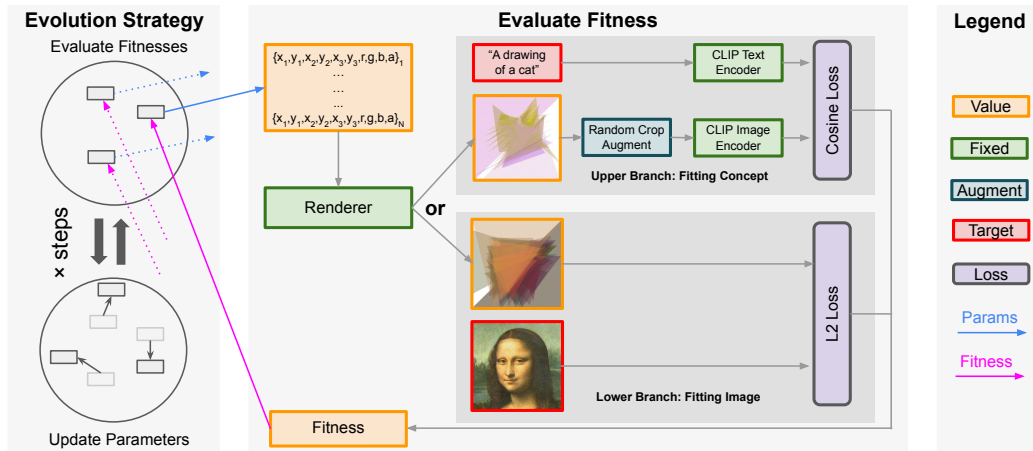 Evolution Strategy
Evaluate Fitnesses
× steps
Update Parameters
Evaluate Fitness
{x₁,y₁,x₂,y₂,x₃,y₃,r,g,b,a}₁
...
...
...
{x₁,y₁,x₂,y₂,x₃,y₃,r,g,b,a}N
Renderer
or
Fitness
“A drawing
of a cat”
CLIP Text
Encoder
Random Crop
Augment
CLIP Image
Encoder
Cosine Loss
Upper Branch: Fitting Concept
L2 Loss
Lower Branch: Fitting Image
Legend
Value
Fixed
Augment
Target
Loss
Params
Fitness